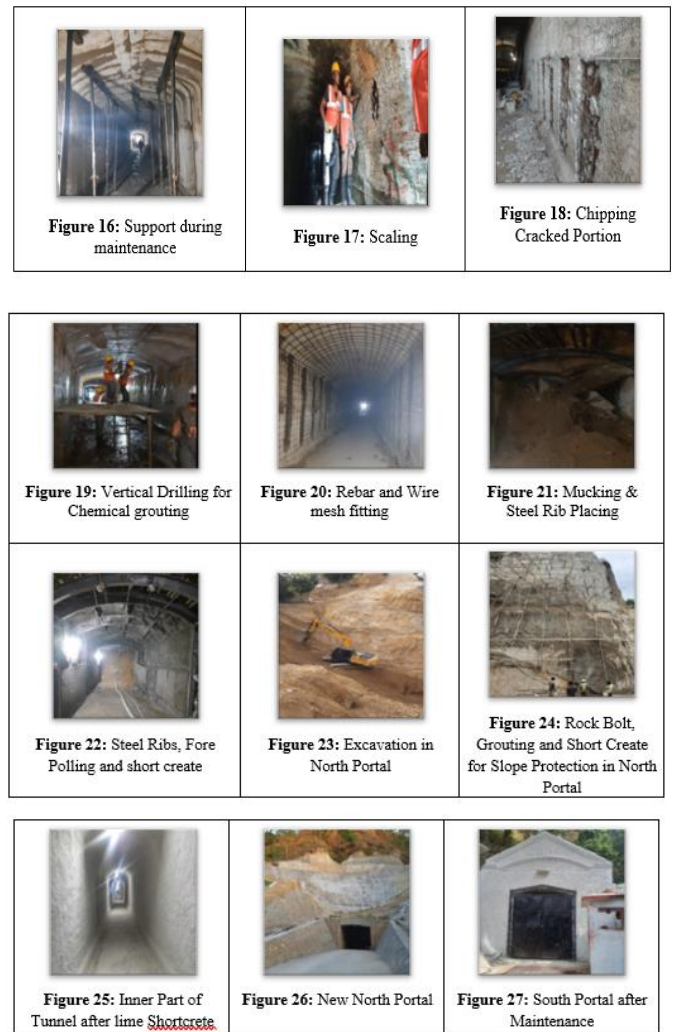 Figure 16: Support during
maintenance
Figure 17: Scaling
Figure 18: Chipping
Cracked Portion
Figure 19: Vertical Drilling for
Chemical grouting
Figure 20: Rebar and Wire
mesh fitting
Figure 21: Mucking &
Steel Rib Placing
Figure 22: Steel Ribs, Fore
Polling and short create
Figure 23: Excavation in
North Portal
Figure 24: Rock Bolt,
Grouting and Short Create
for Slope Protection in North
Portal
Figure 25: Inner Part of
Tunnel after lime Shortcrete
Figure 26: New North Portal
Figure 27: South Portal after
Maintenance